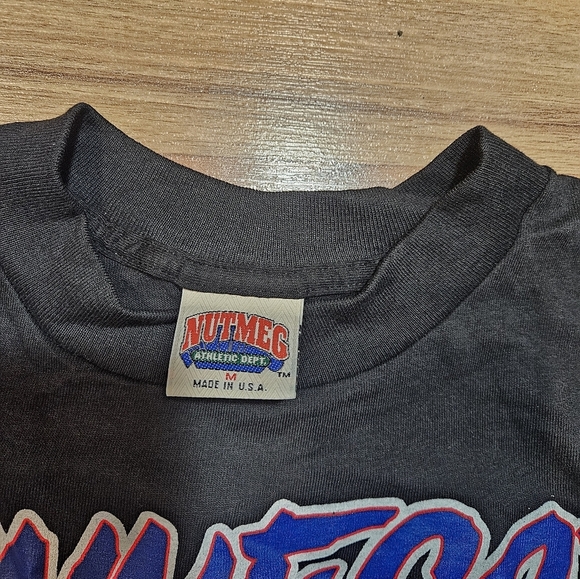 NUTMEG
ATHLETIC DEPT.
TM
M
MADE IN U.S.A.